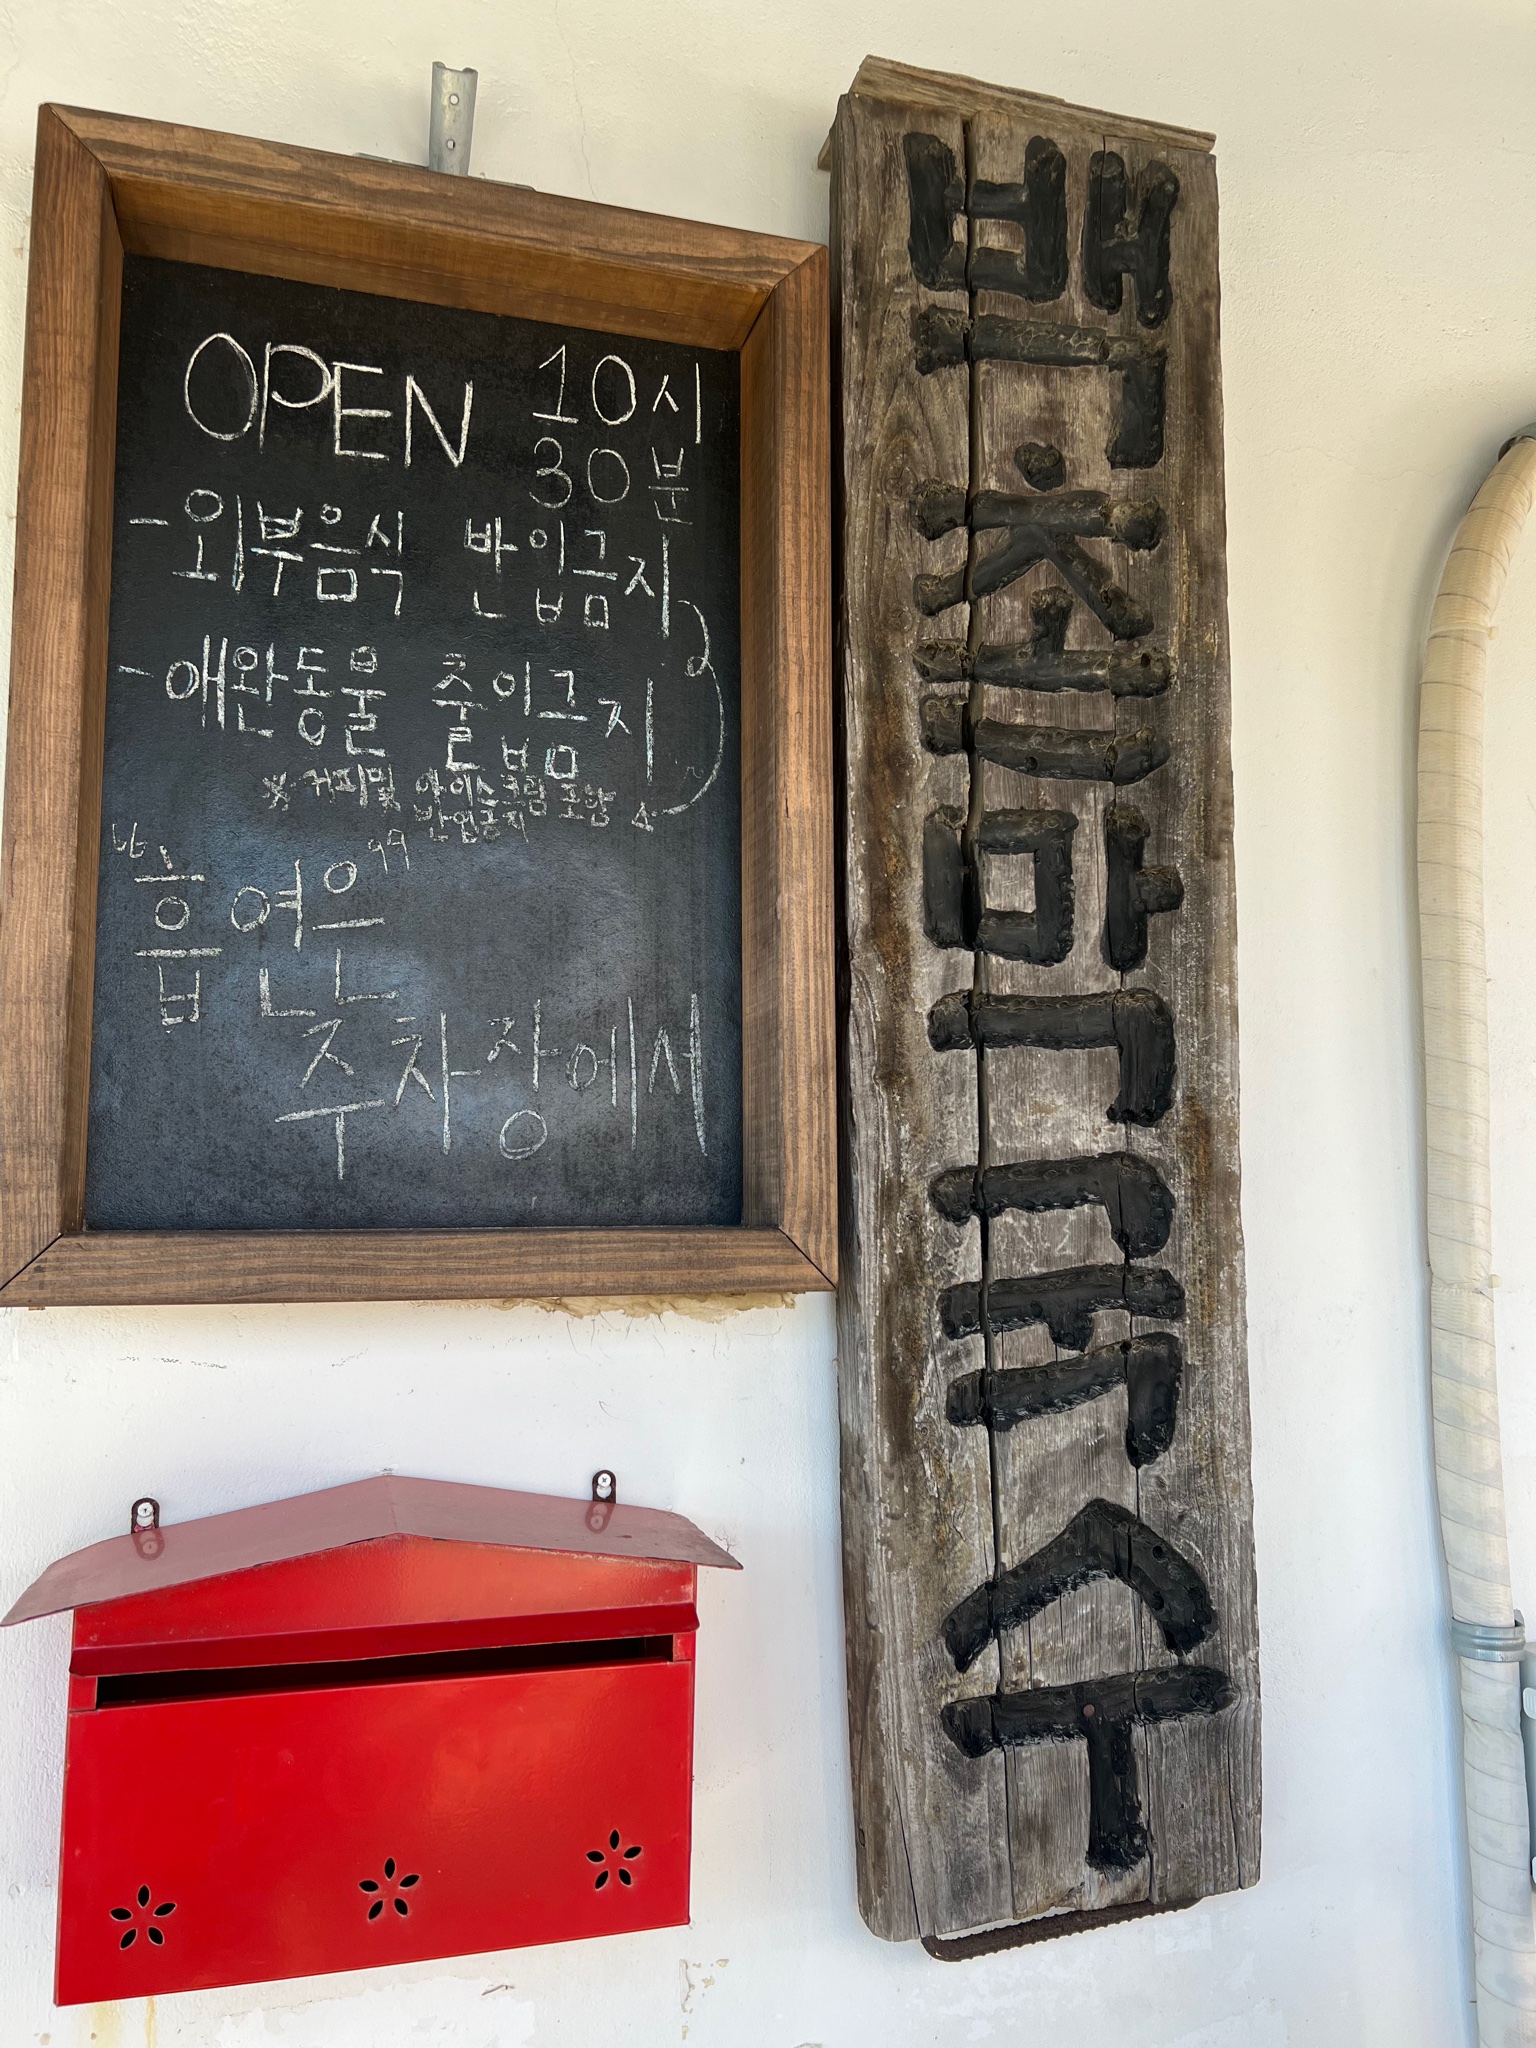 OPEN 10시
30분
- 외부음식 반입금지
- 애완동물 출입금지
※ 커피및 아이스크림 포함
반입금지
"흡연은"
주차장에서
백촌막국수